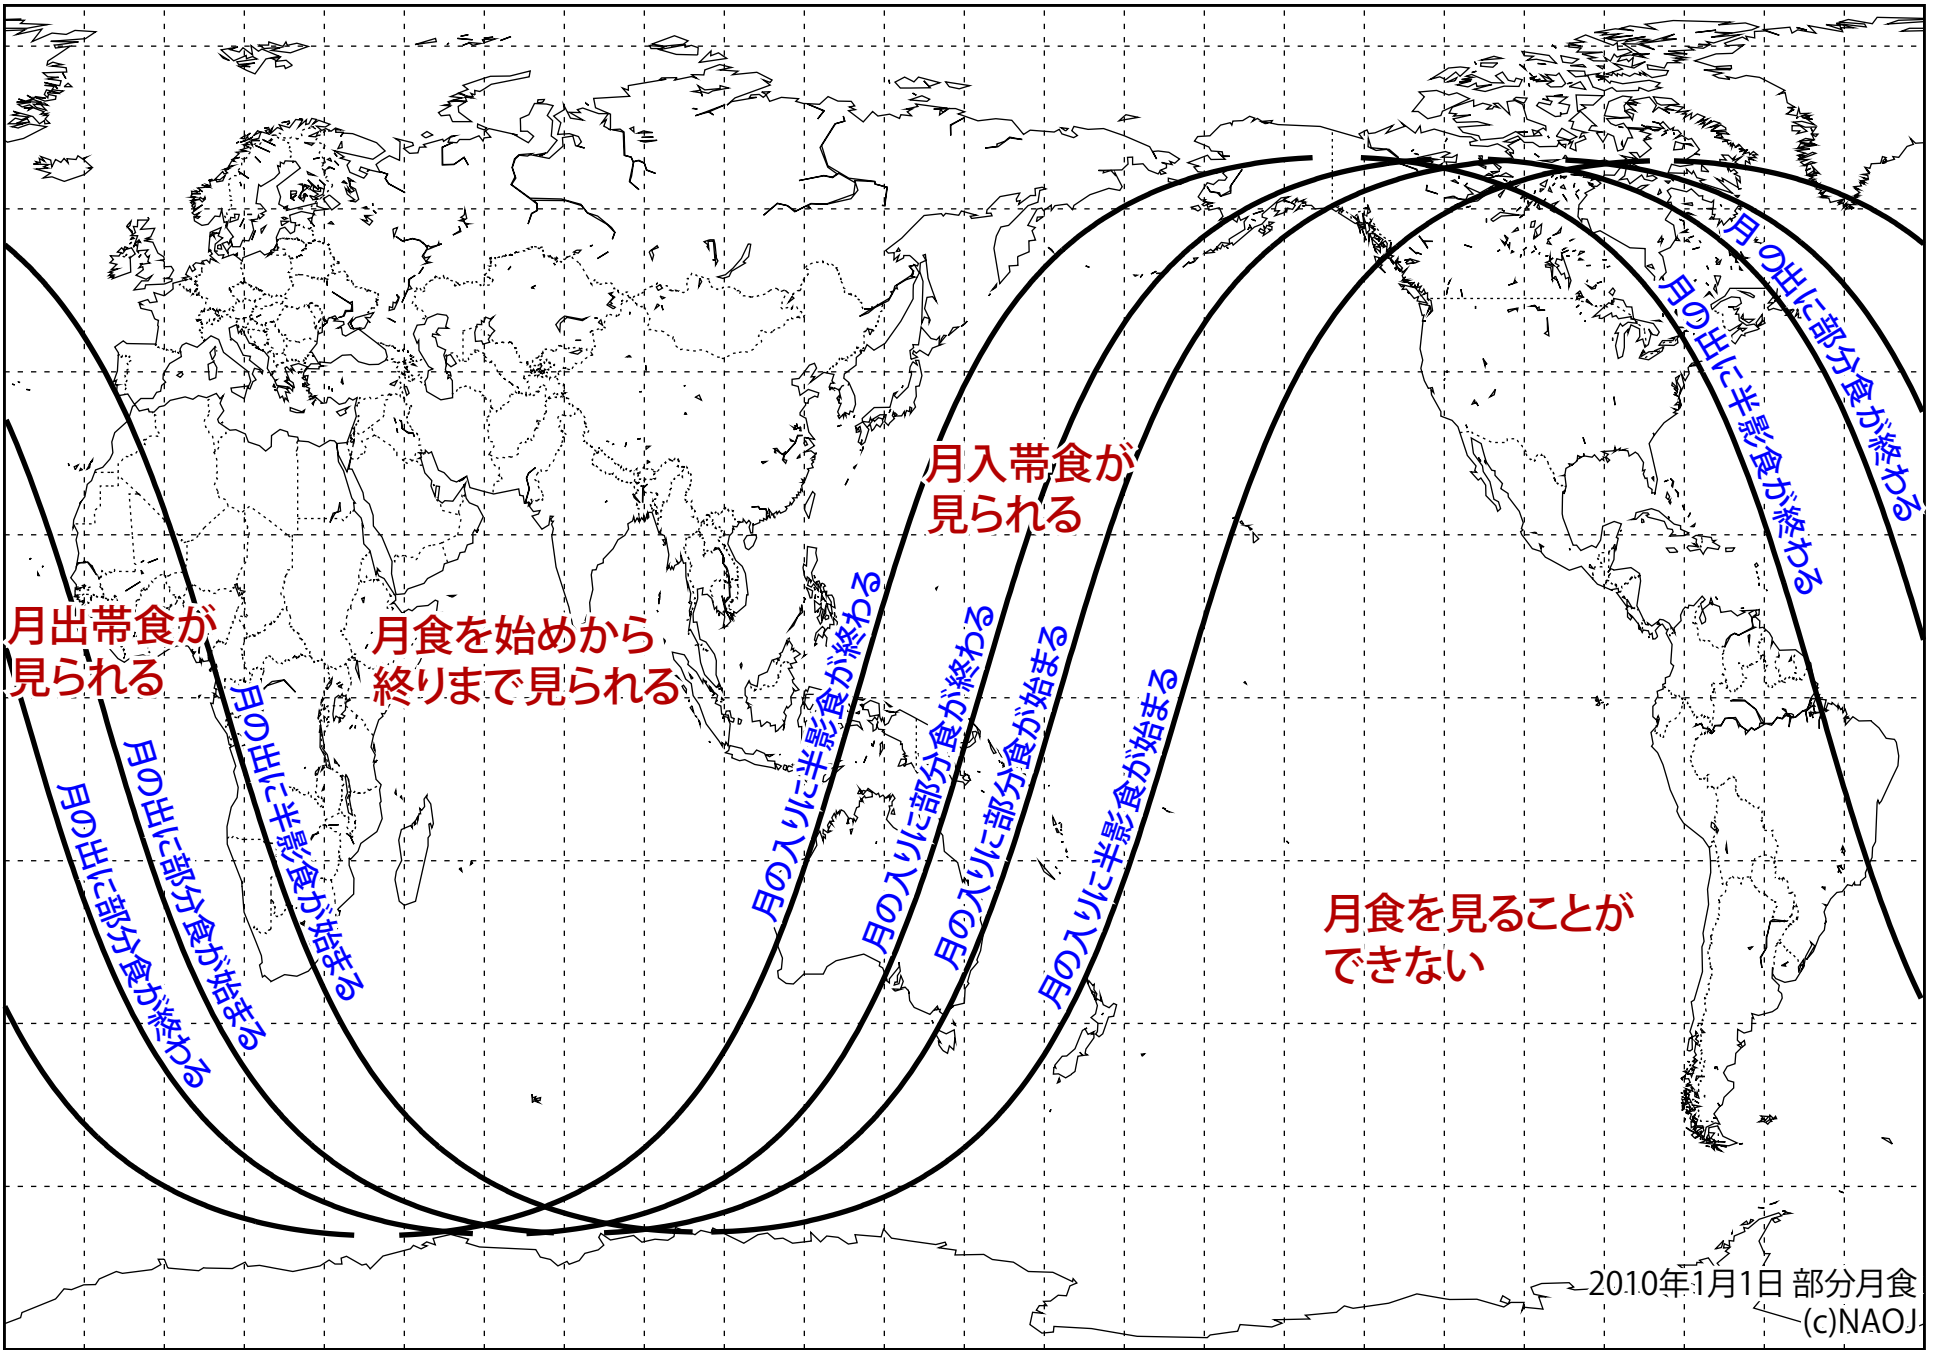 月出帯食が
見られる
月食を始めから
終りまで見られる
月入帯食が
見られる
月食を見ることが
できない
月の出に部分食が終わる
月の出に部分食が始まる
月の出に半影食が始まる
月の入りに半影食が終わる
月の入りに部分食が終わる
月の入りに部分食が始まる
月の入りに半影食が始まる
月の出に半影食が終わる
月の出に部分食が終わる
2010年1月1日 部分月食
(c)NAOJ